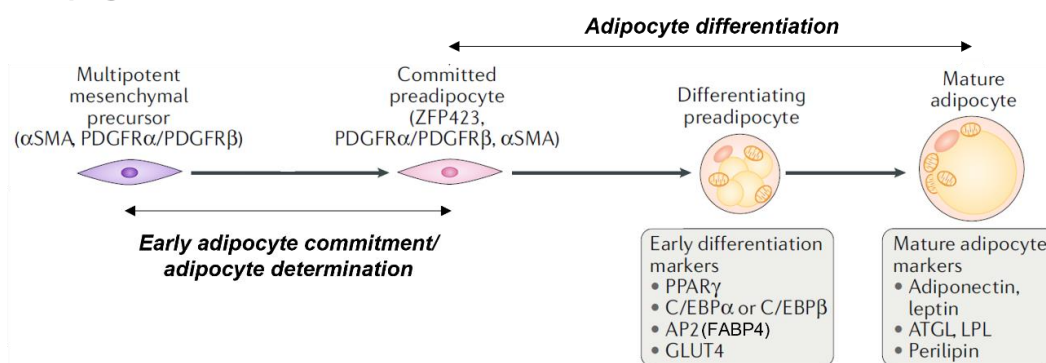 Adipocyte differentiation
Multipotent
mesenchymal
precursor
(αSMA, PDGFRα/PDGFRβ)
Committed
preadipocyte
(ZFP423,
PDGFRα/PDGFRβ, αSMA)
Differentiating
preadipocyte
Mature
adipocyte
Early adipocyte commitment/
adipocyte determination
Early differentiation
markers
• PPARγ
• C/EBPα or C/EBPβ
• AP2(FABP4)
• GLUT4
Mature adipocyte
markers
• Adiponectin,
leptin
• ATGL, LPL
• Perilipin